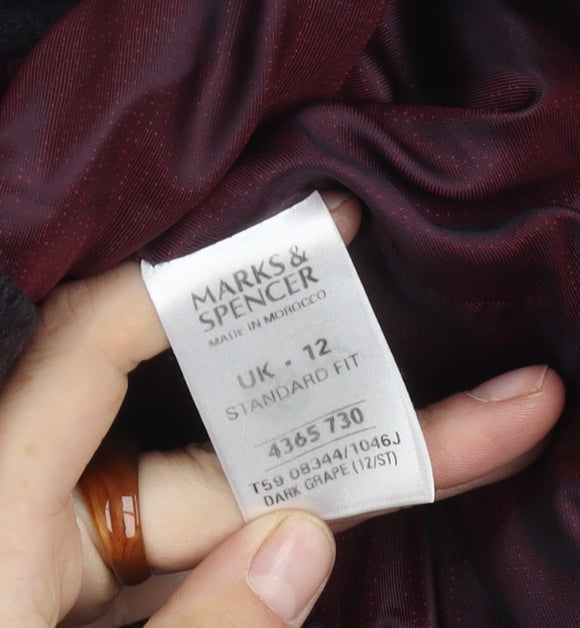 MARKS &
SPENCER
MADE IN MOROCCO
UK • 12
STANDARD FIT
4365 730
T59 08344/1046J
DARK GRAPE (12/ST)